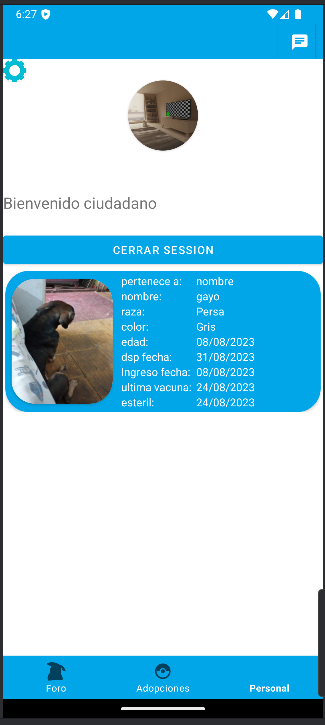 6:27
Bienvenido ciudadano
CERRAR SESSION
pertenece a: nombre
nombre: gayo
raza: Persa
color: Gris
edad: 08/08/2023
dsp fecha: 31/08/2023
Ingreso fecha: 08/08/2023
ultima vacuna: 24/08/2023
esteril: 24/08/2023
Foro Adopciones Personal